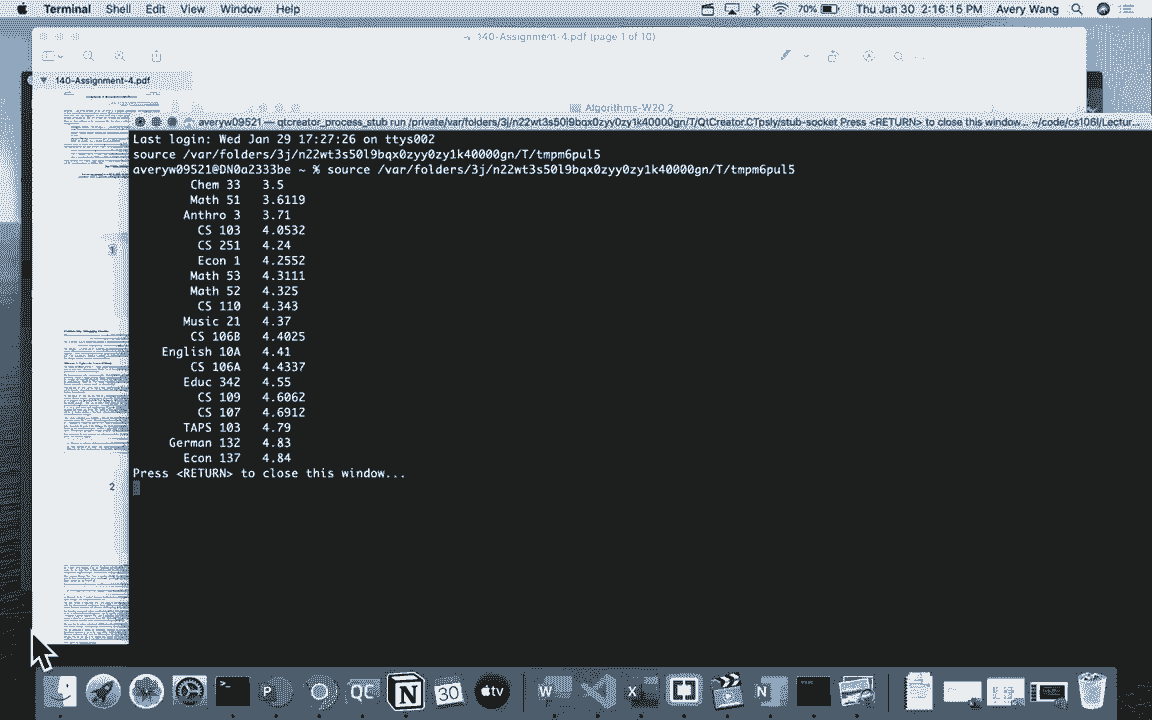 Terminal Shell Edit View Window Help 70% Thu Jan 30 2:16:15 PM Avery Wang
140-Assignment-4.pdf (page 1 of 10)
140-Assignment-4.pdf
Algorithms-W20 2
averyw09521 — qtcreator_process_stub run /private/var/folders/3j/n22wt3s50l9bqx0zyy0zy1k40000gn/T/QtCreator.CTpsly/stub-socket Press <RETURN> to close this window... ~/code/cs106l/Lectur...
Last login: Wed Jan 29 17:27:26 on ttys002
source /var/folders/3j/n22wt3s50l9bqx0zyy0zy1k40000gn/T/tmpm6pul5
averyw09521@DN0a2333be ~ % source /var/folders/3j/n22wt3s50l9bqx0zyy0zy1k40000gn/T/tmpm6pul5
Chem 33 3.5
Math 51 3.6119
Anthro 3 3.71
CS 103 4.0532
CS 251 4.24
Econ 1 4.2552
Math 53 4.3111
Math 52 4.325
CS 110 4.343
Music 21 4.37
CS 106B 4.4025
English 10A 4.41
CS 106A 4.4337
Educ 342 4.55
CS 109 4.6062
CS 107 4.6912
TAPS 103 4.79
German 132 4.83
Econ 137 4.84
Press <RETURN> to close this window...
1
2
QC
30
tv
W
X
N